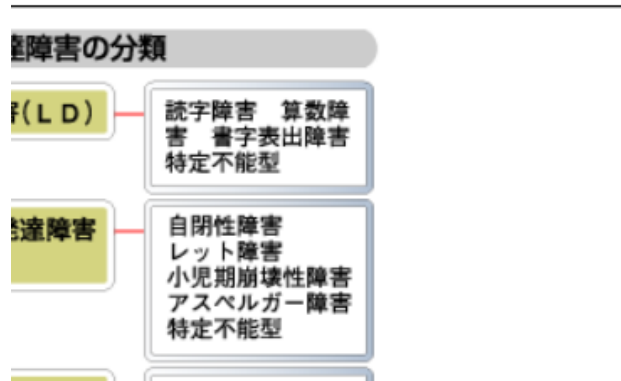 達障害の分類
(ＬＤ)
読字障害　算数障
害　書字表出障害
特定不能型
達障害
自閉性障害
レット障害
小児期崩壊性障害
アスペルガー障害
特定不能型